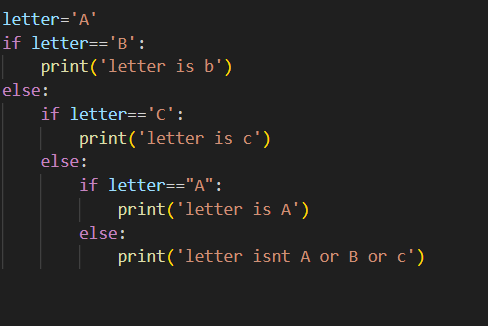 letter='A'
if letter=='B':
    print('letter is b')
else:
    if letter=='C':
        print('letter is c')
    else:
        if letter=="A":
            print('letter is A')
        else:
            print('letter isnt A or B or c')